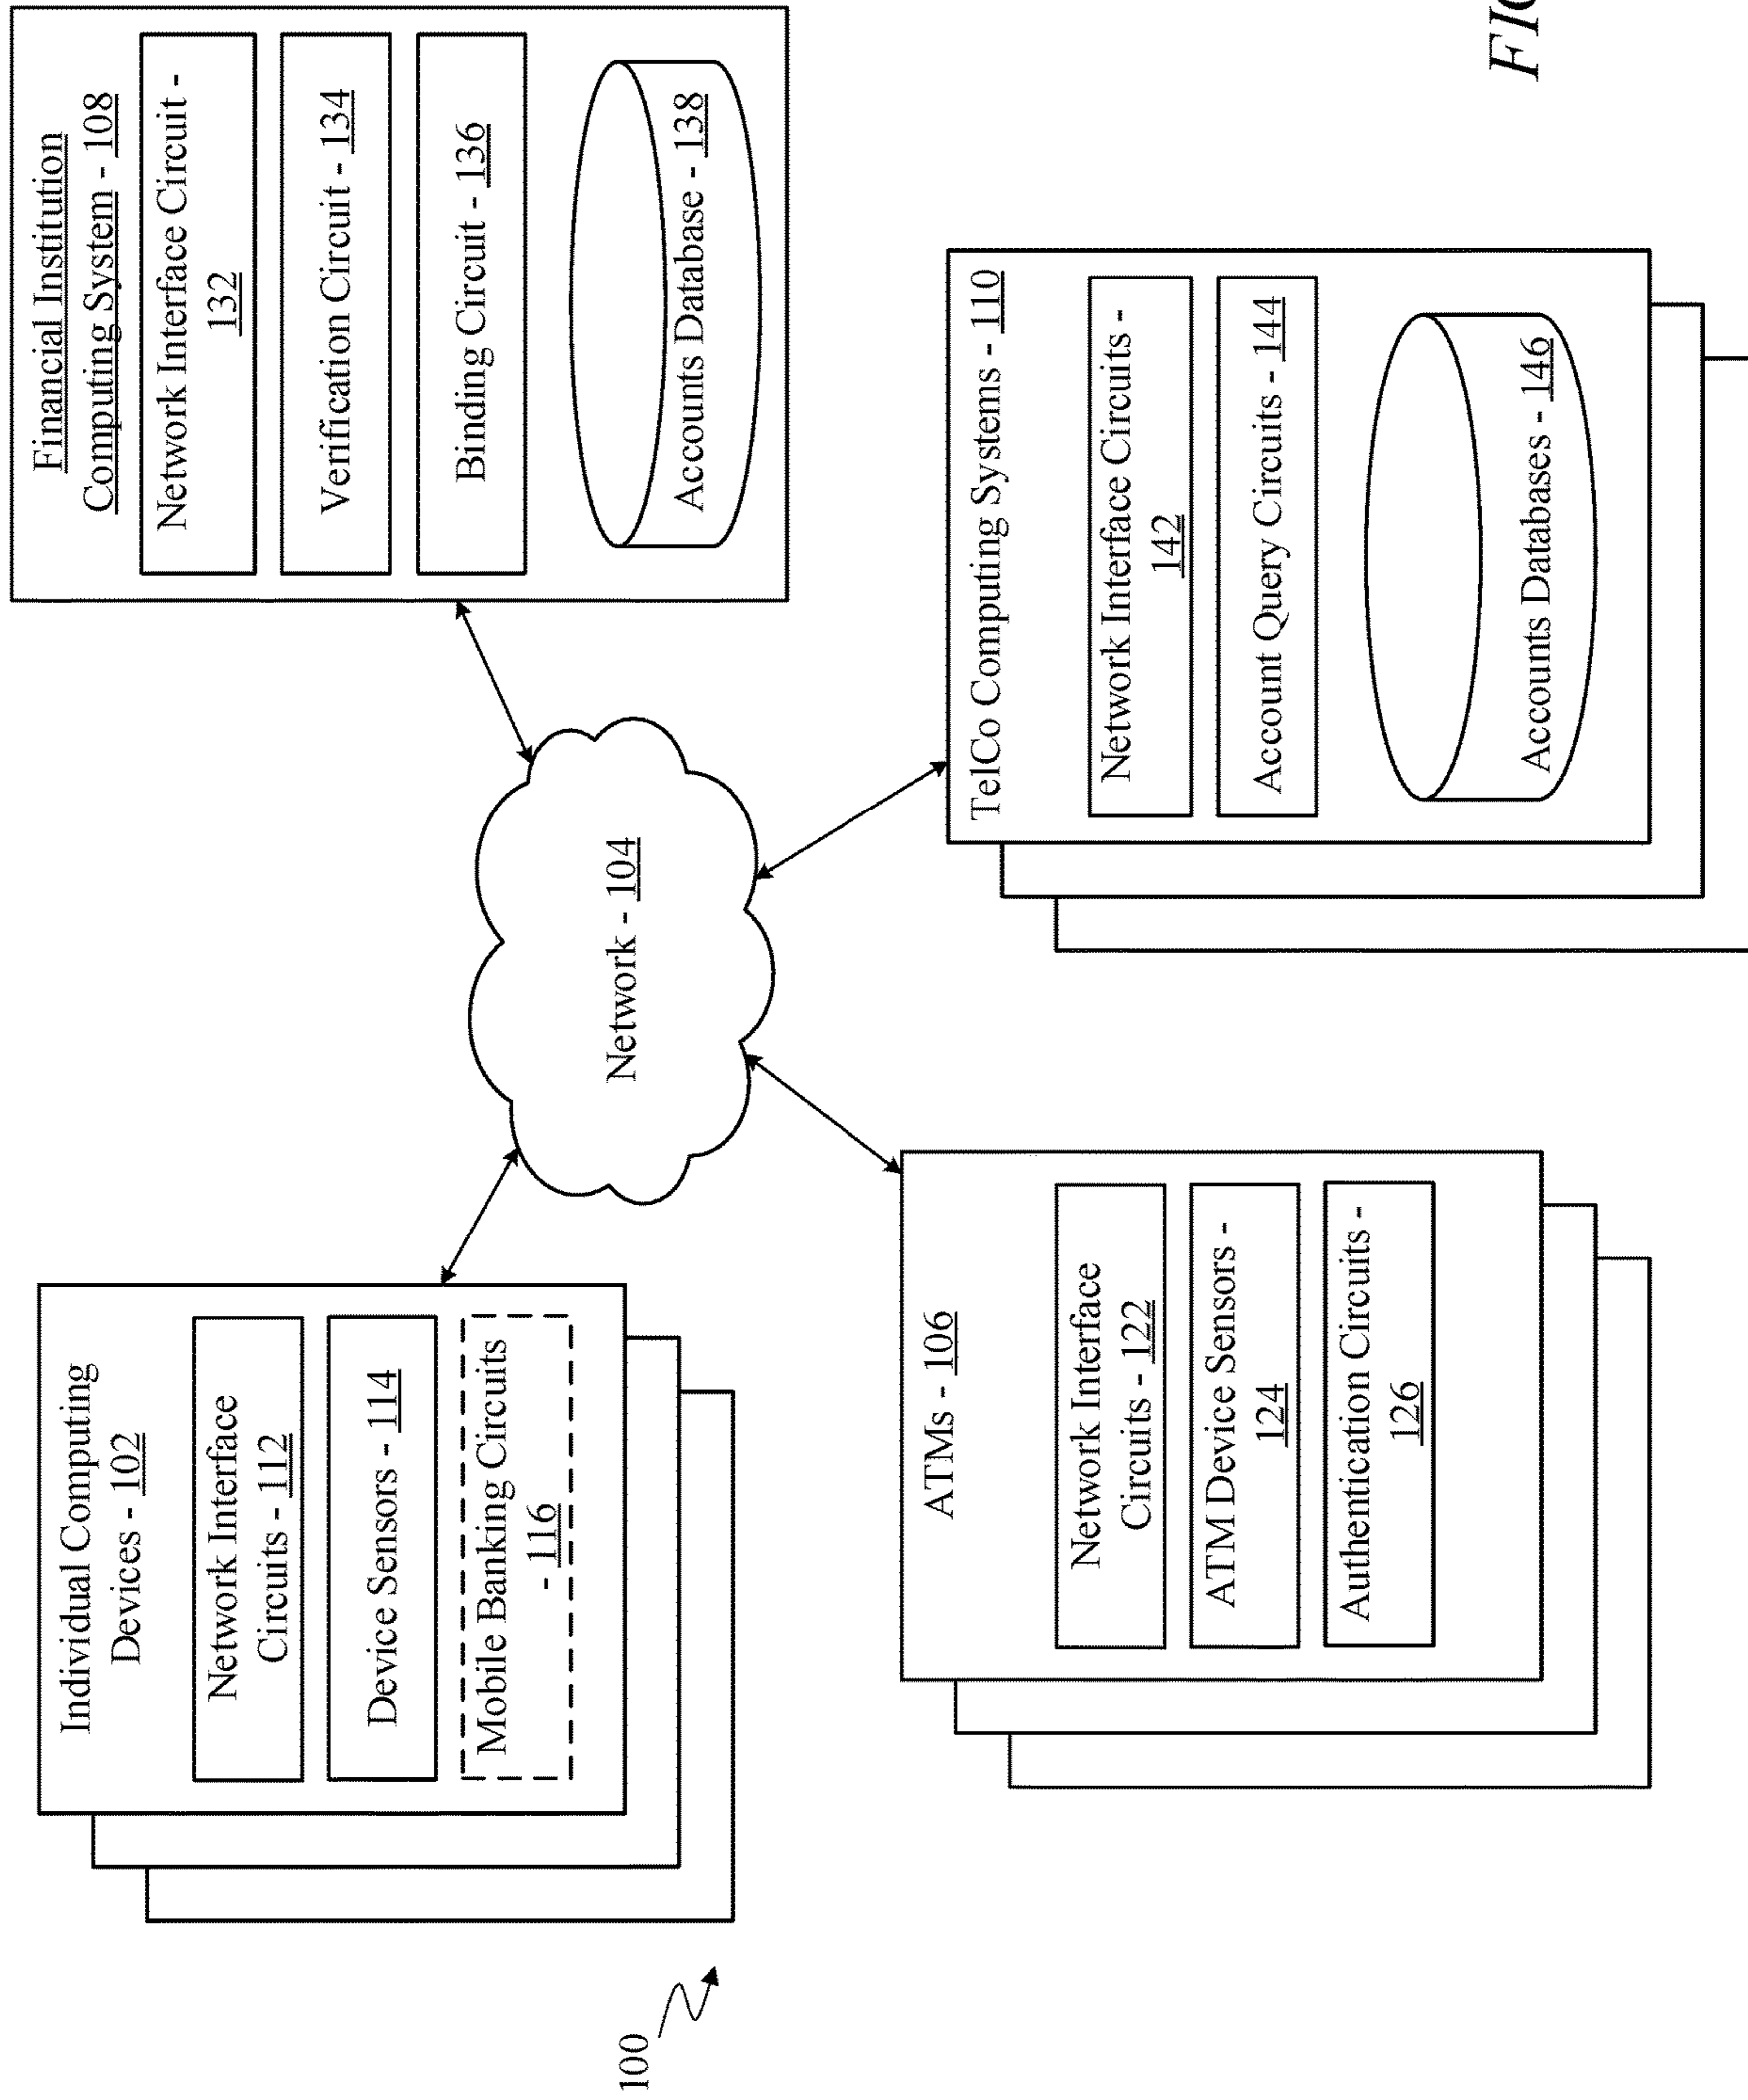 Individual Computing
Devices - 102
Network Interface
Circuits - 112
Device Sensors - 114
Mobile Banking Circuits
- 116
Financial Institution
Computing System - 108
Network Interface Circuit -
132
Verification Circuit - 134
Binding Circuit - 136
Accounts Database - 138
Network - 104
100
ATMs - 106
Network Interface
Circuits - 122
ATM Device Sensors -
124
Authentication Circuits -
126
TelCo Computing Systems - 110
Network Interface Circuits -
142
Account Query Circuits - 144
Accounts Databases - 146